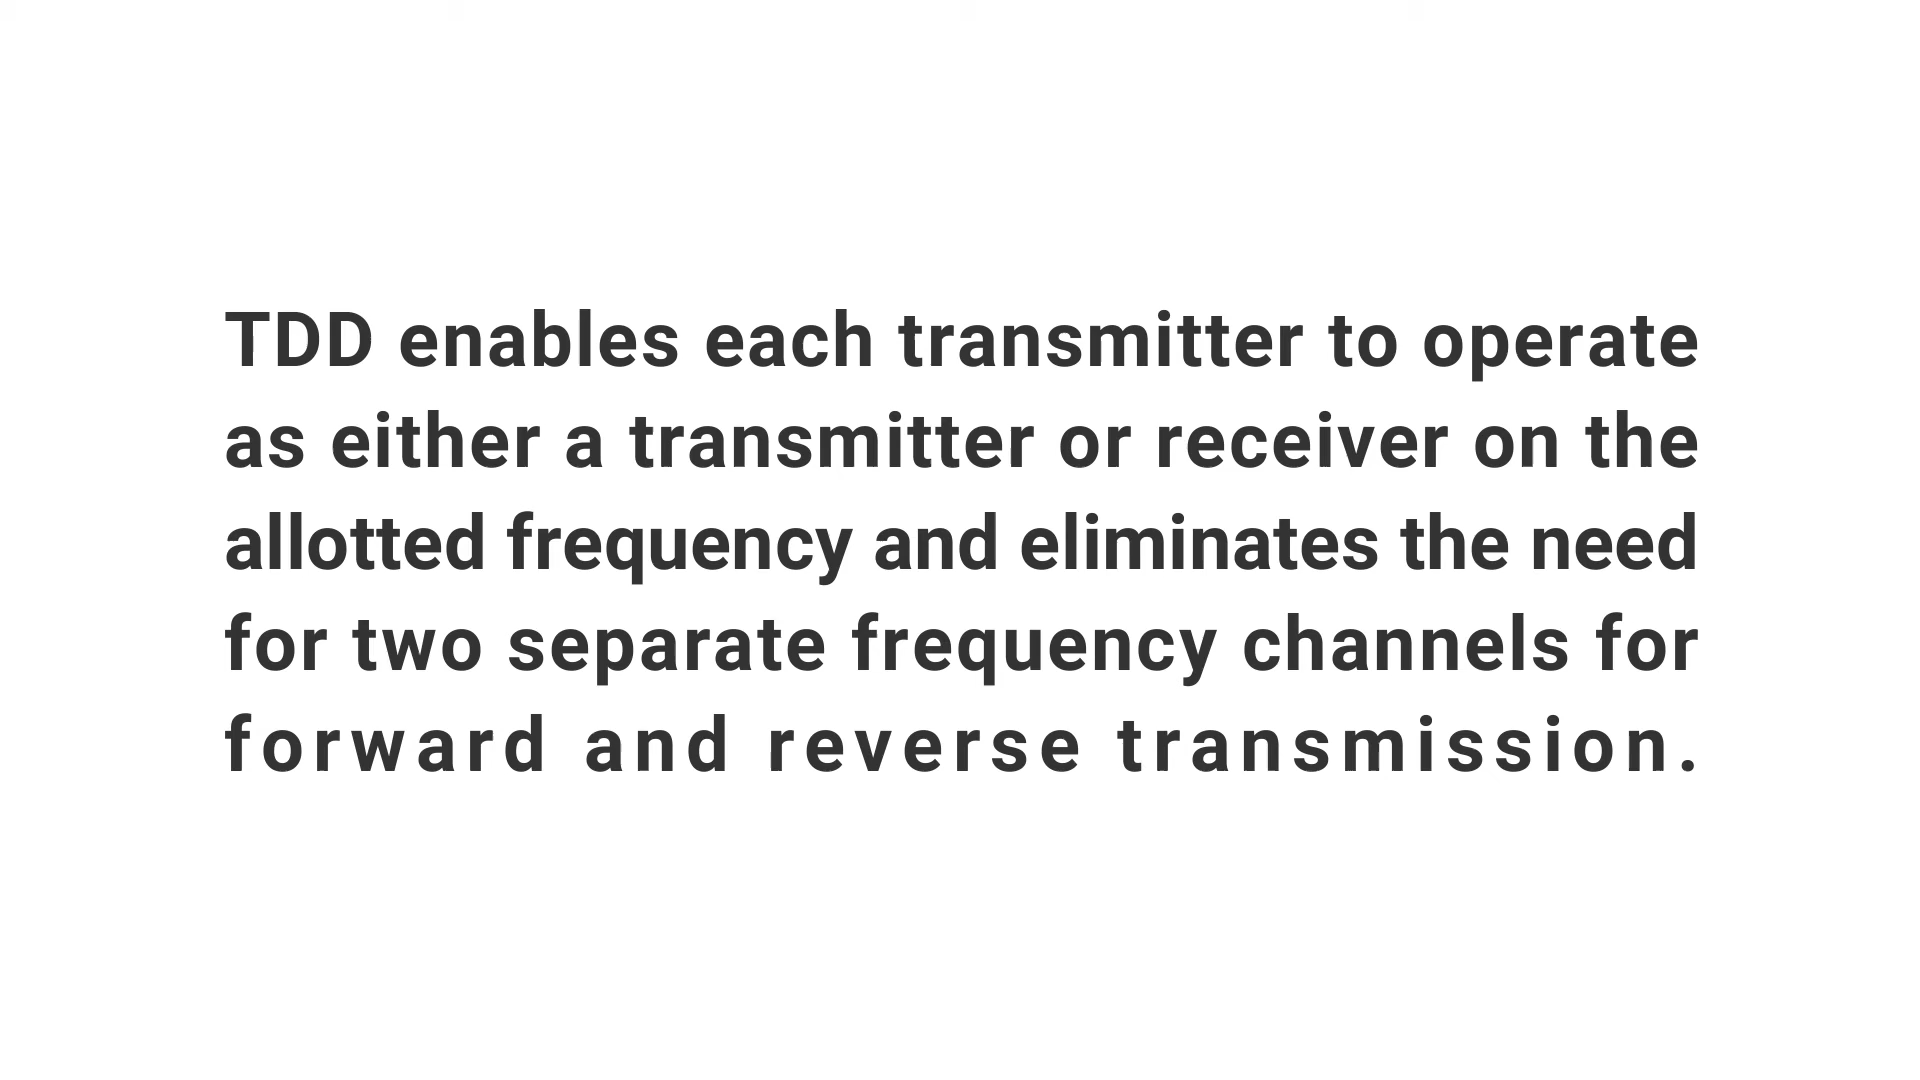 TDD enables each transmitter to operate
as either a transmitter or receiver on the
allotted frequency and eliminates the need
for two separate frequency channels for
forward and reverse transmission.